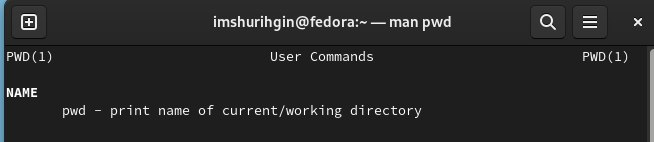 imshurihgin@fedora:~ — man pwd
PWD(1) User Commands PWD(1)
NAME
pwd - print name of current/working directory